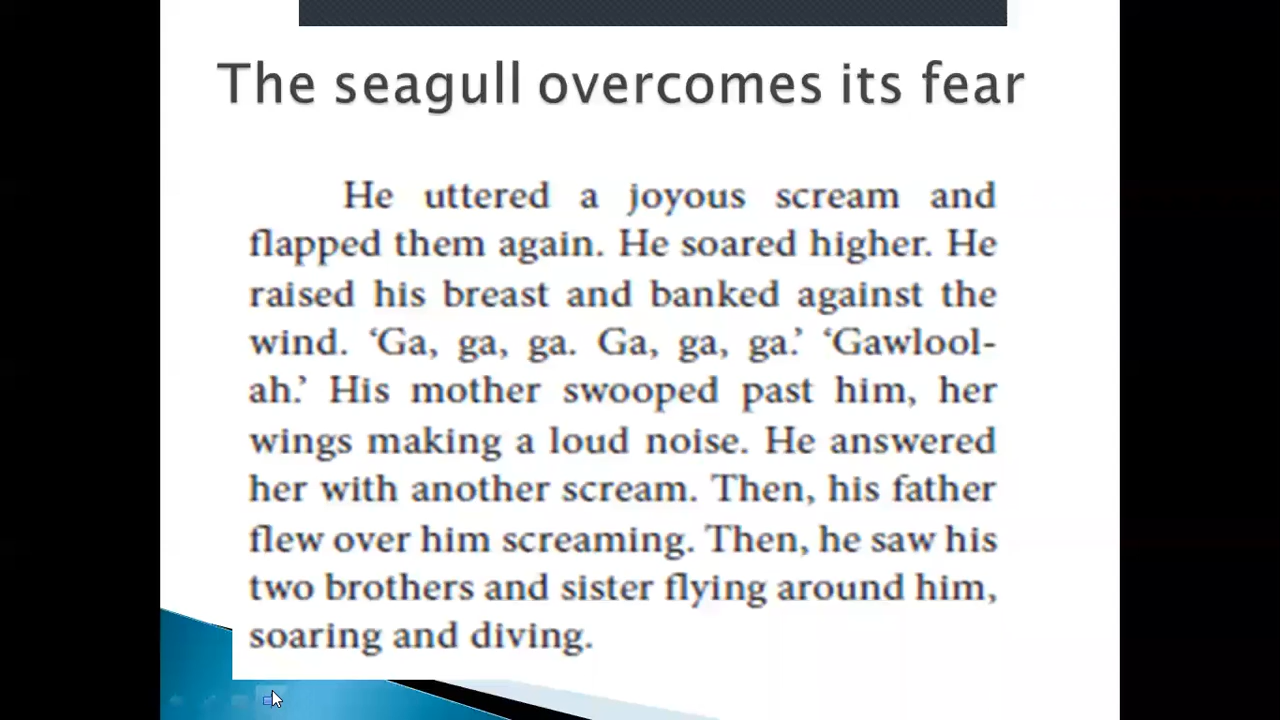 The seagull overcomes its fear
He uttered a joyous scream and
flapped them again. He soared higher. He
raised his breast and banked against the
wind. ‘Ga, ga, ga. Ga, ga, ga.’ ‘Gawlool-
ah.’ His mother swooped past him, her
wings making a loud noise. He answered
her with another scream. Then, his father
flew over him screaming. Then, he saw his
two brothers and sister flying around him,
soaring and diving.